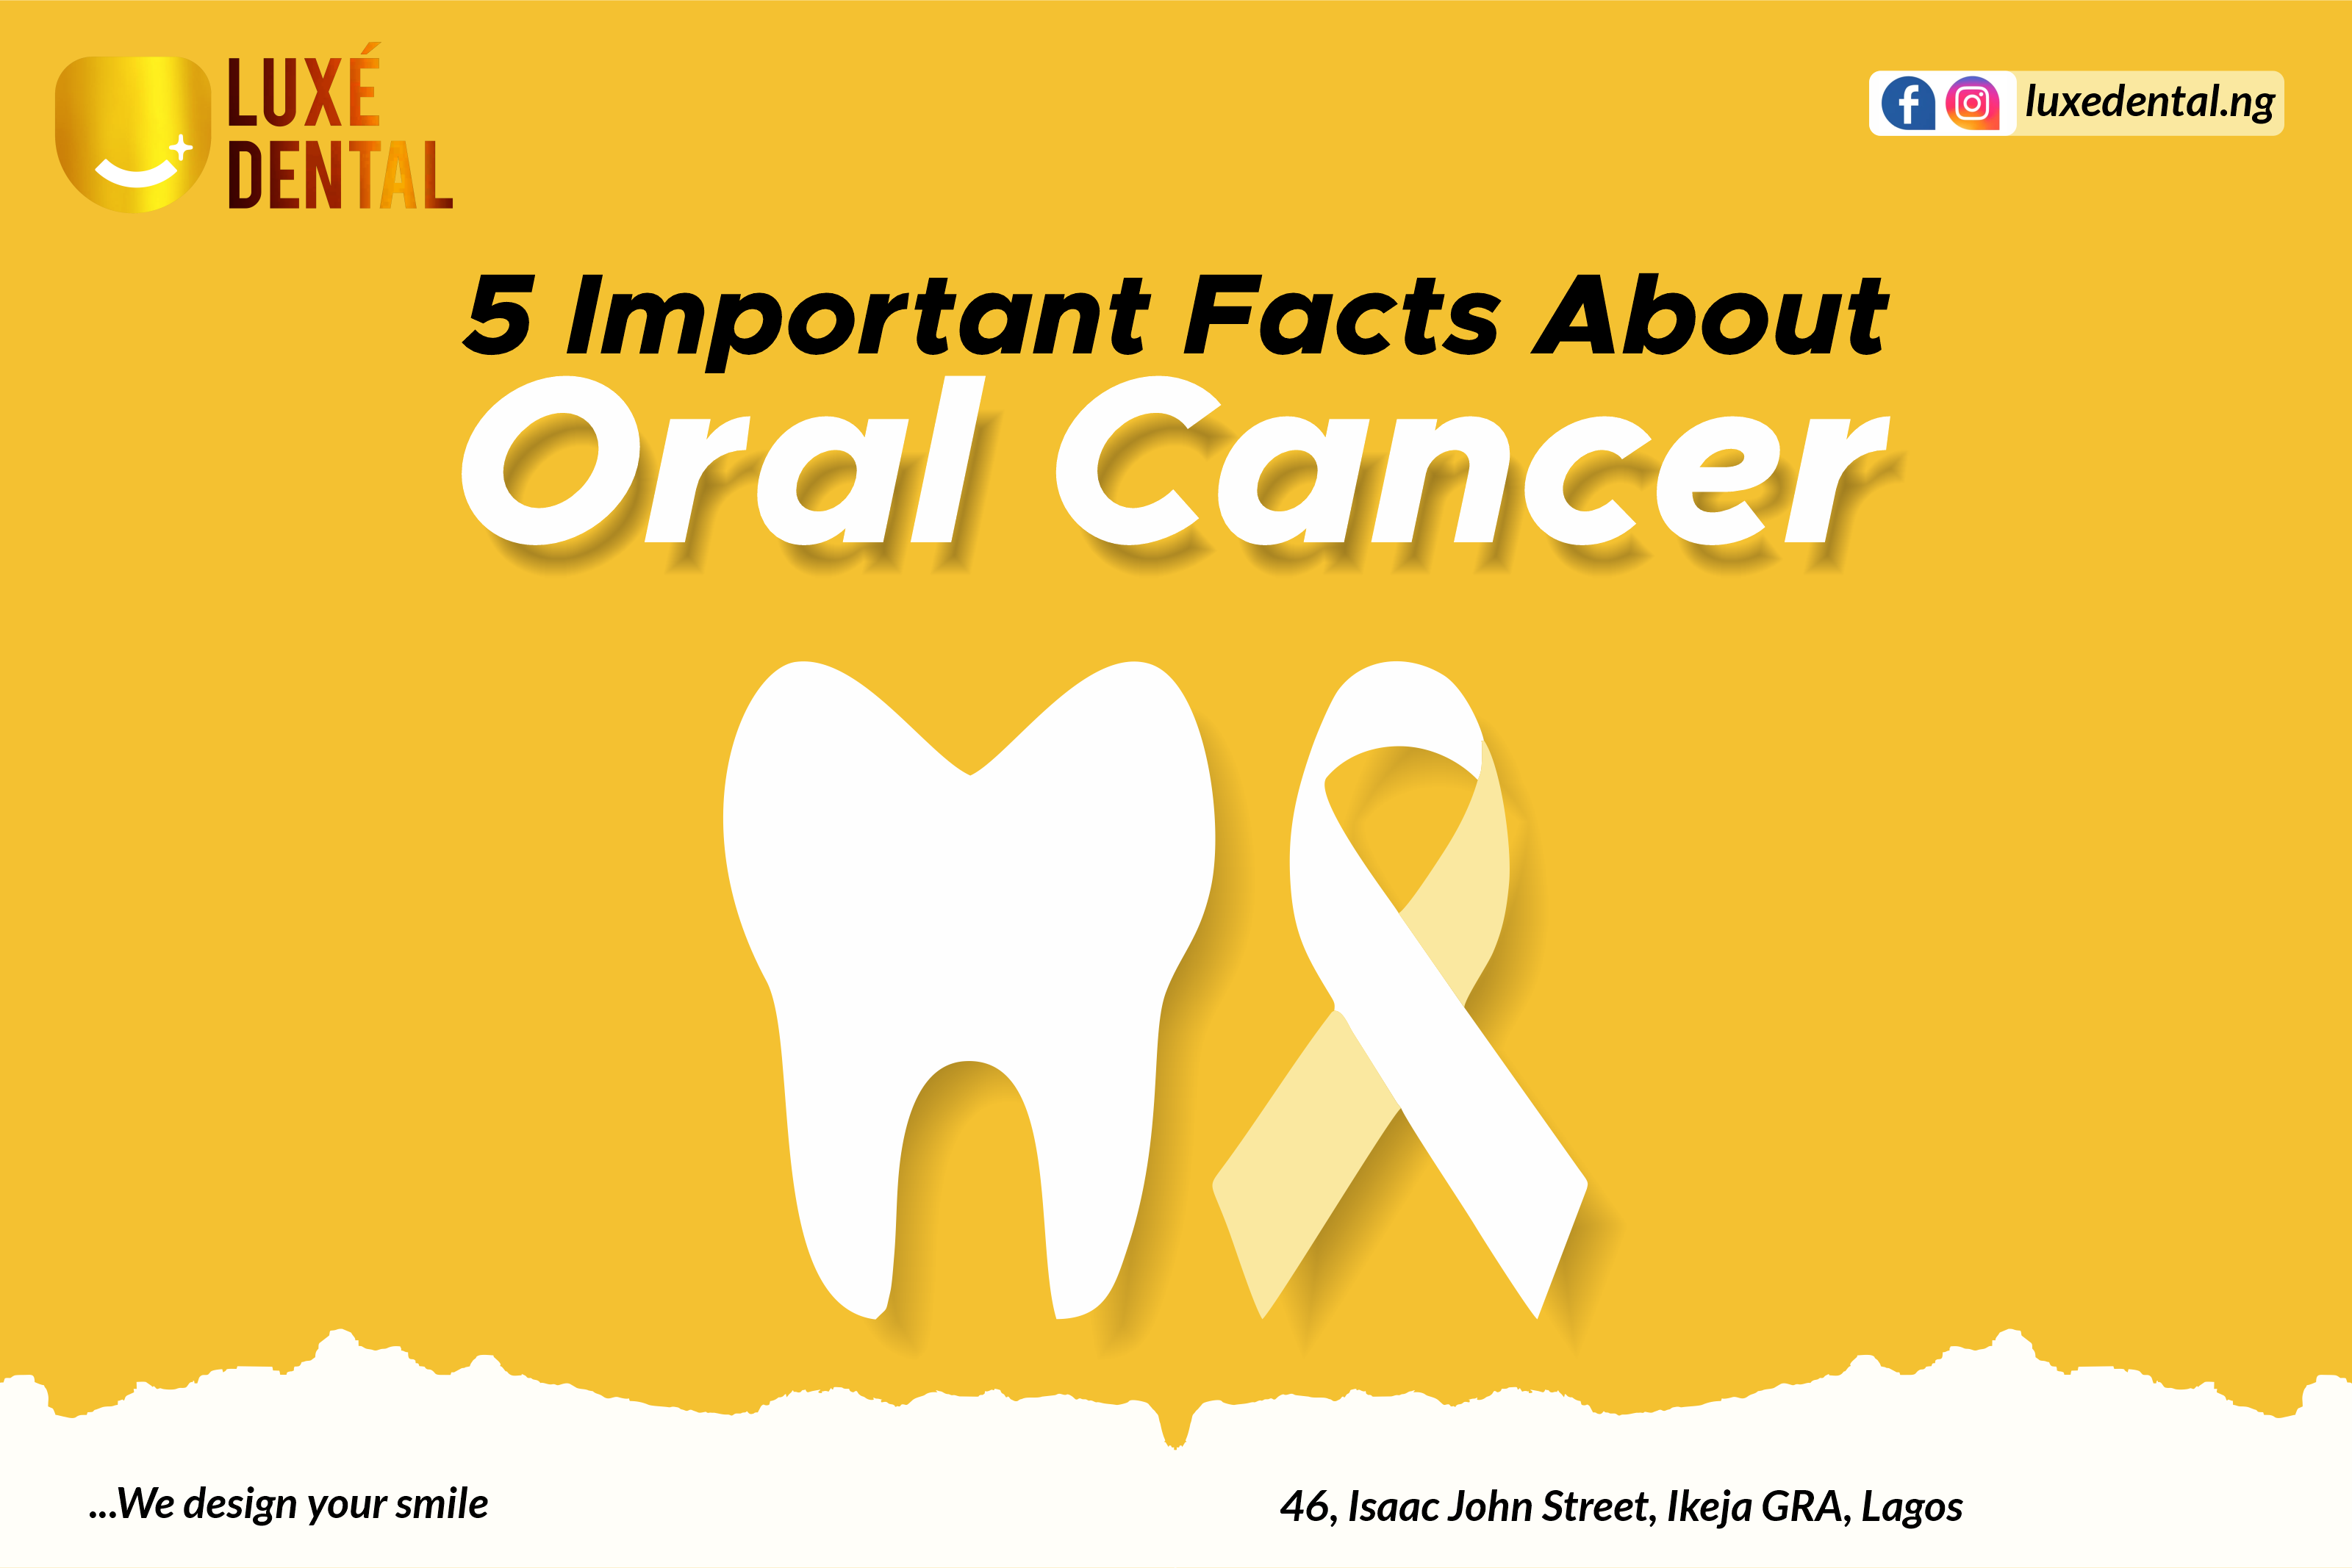 LUXÉ
DENTAL
luxedental.ng
5 Important Facts About
Oral Cancer
...We design your smile
46, Isaac John Street, Ikeja GRA, Lagos